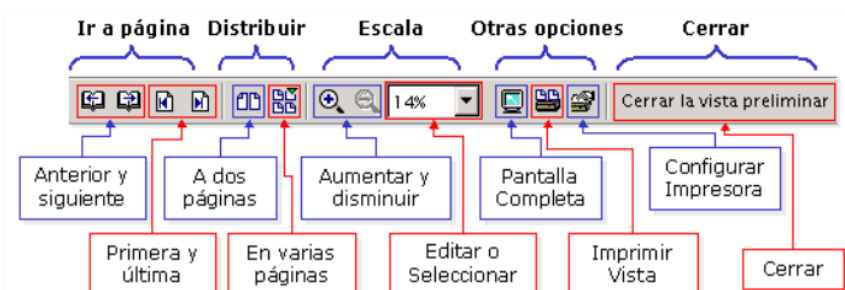 Ir a página Distribuir Escala Otras opciones Cerrar
14% Cerrar la vista preliminar
Anterior y
siguiente
A dos
páginas
Aumentar y
disminuir
Pantalla
Completa
Configurar
Impresora
Primera y
última
En varias
páginas
Editar o
Seleccionar
Imprimir
Vista
Cerrar